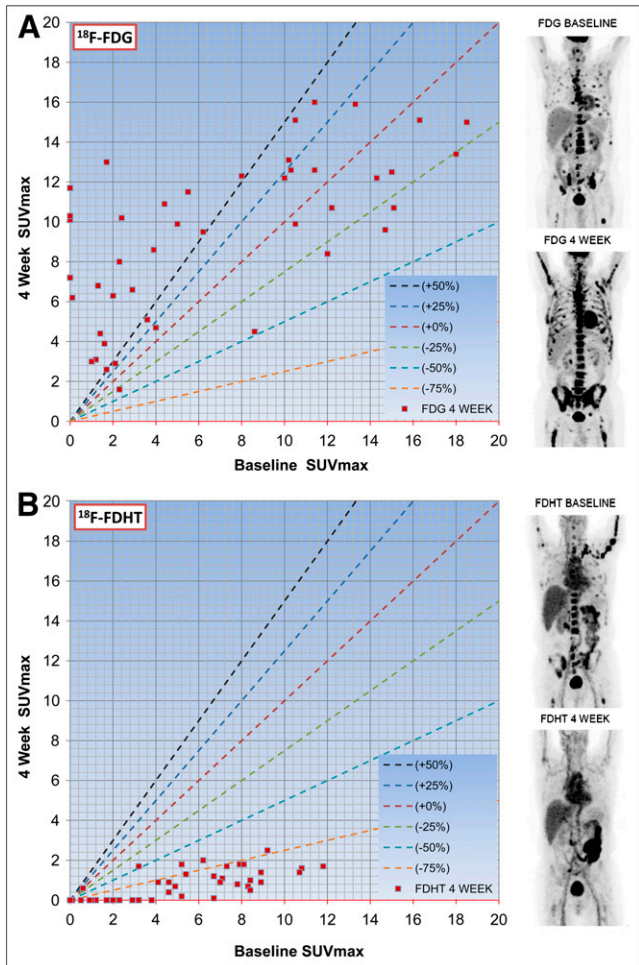 A
¹⁸F-FDG
20
18
16
14
12
10
8
6
4
2
0
4 Week SUVmax
(+50%)
(+25%)
(+0%)
(-25%)
(-50%)
(-75%)
FDG 4 WEEK
0 2 4 6 8 10 12 14 16 18 20
Baseline SUVmax
FDG BASELINE
FDG 4 WEEK
B
¹⁸F-FDHT
20
18
16
14
12
10
8
6
4
2
0
4 Week SUVmax
(+50%)
(+25%)
(+0%)
(-25%)
(-50%)
(-75%)
FDHT 4 WEEK
0 2 4 6 8 10 12 14 16 18 20
Baseline SUVmax
FDHT BASELINE
FDHT 4 WEEK